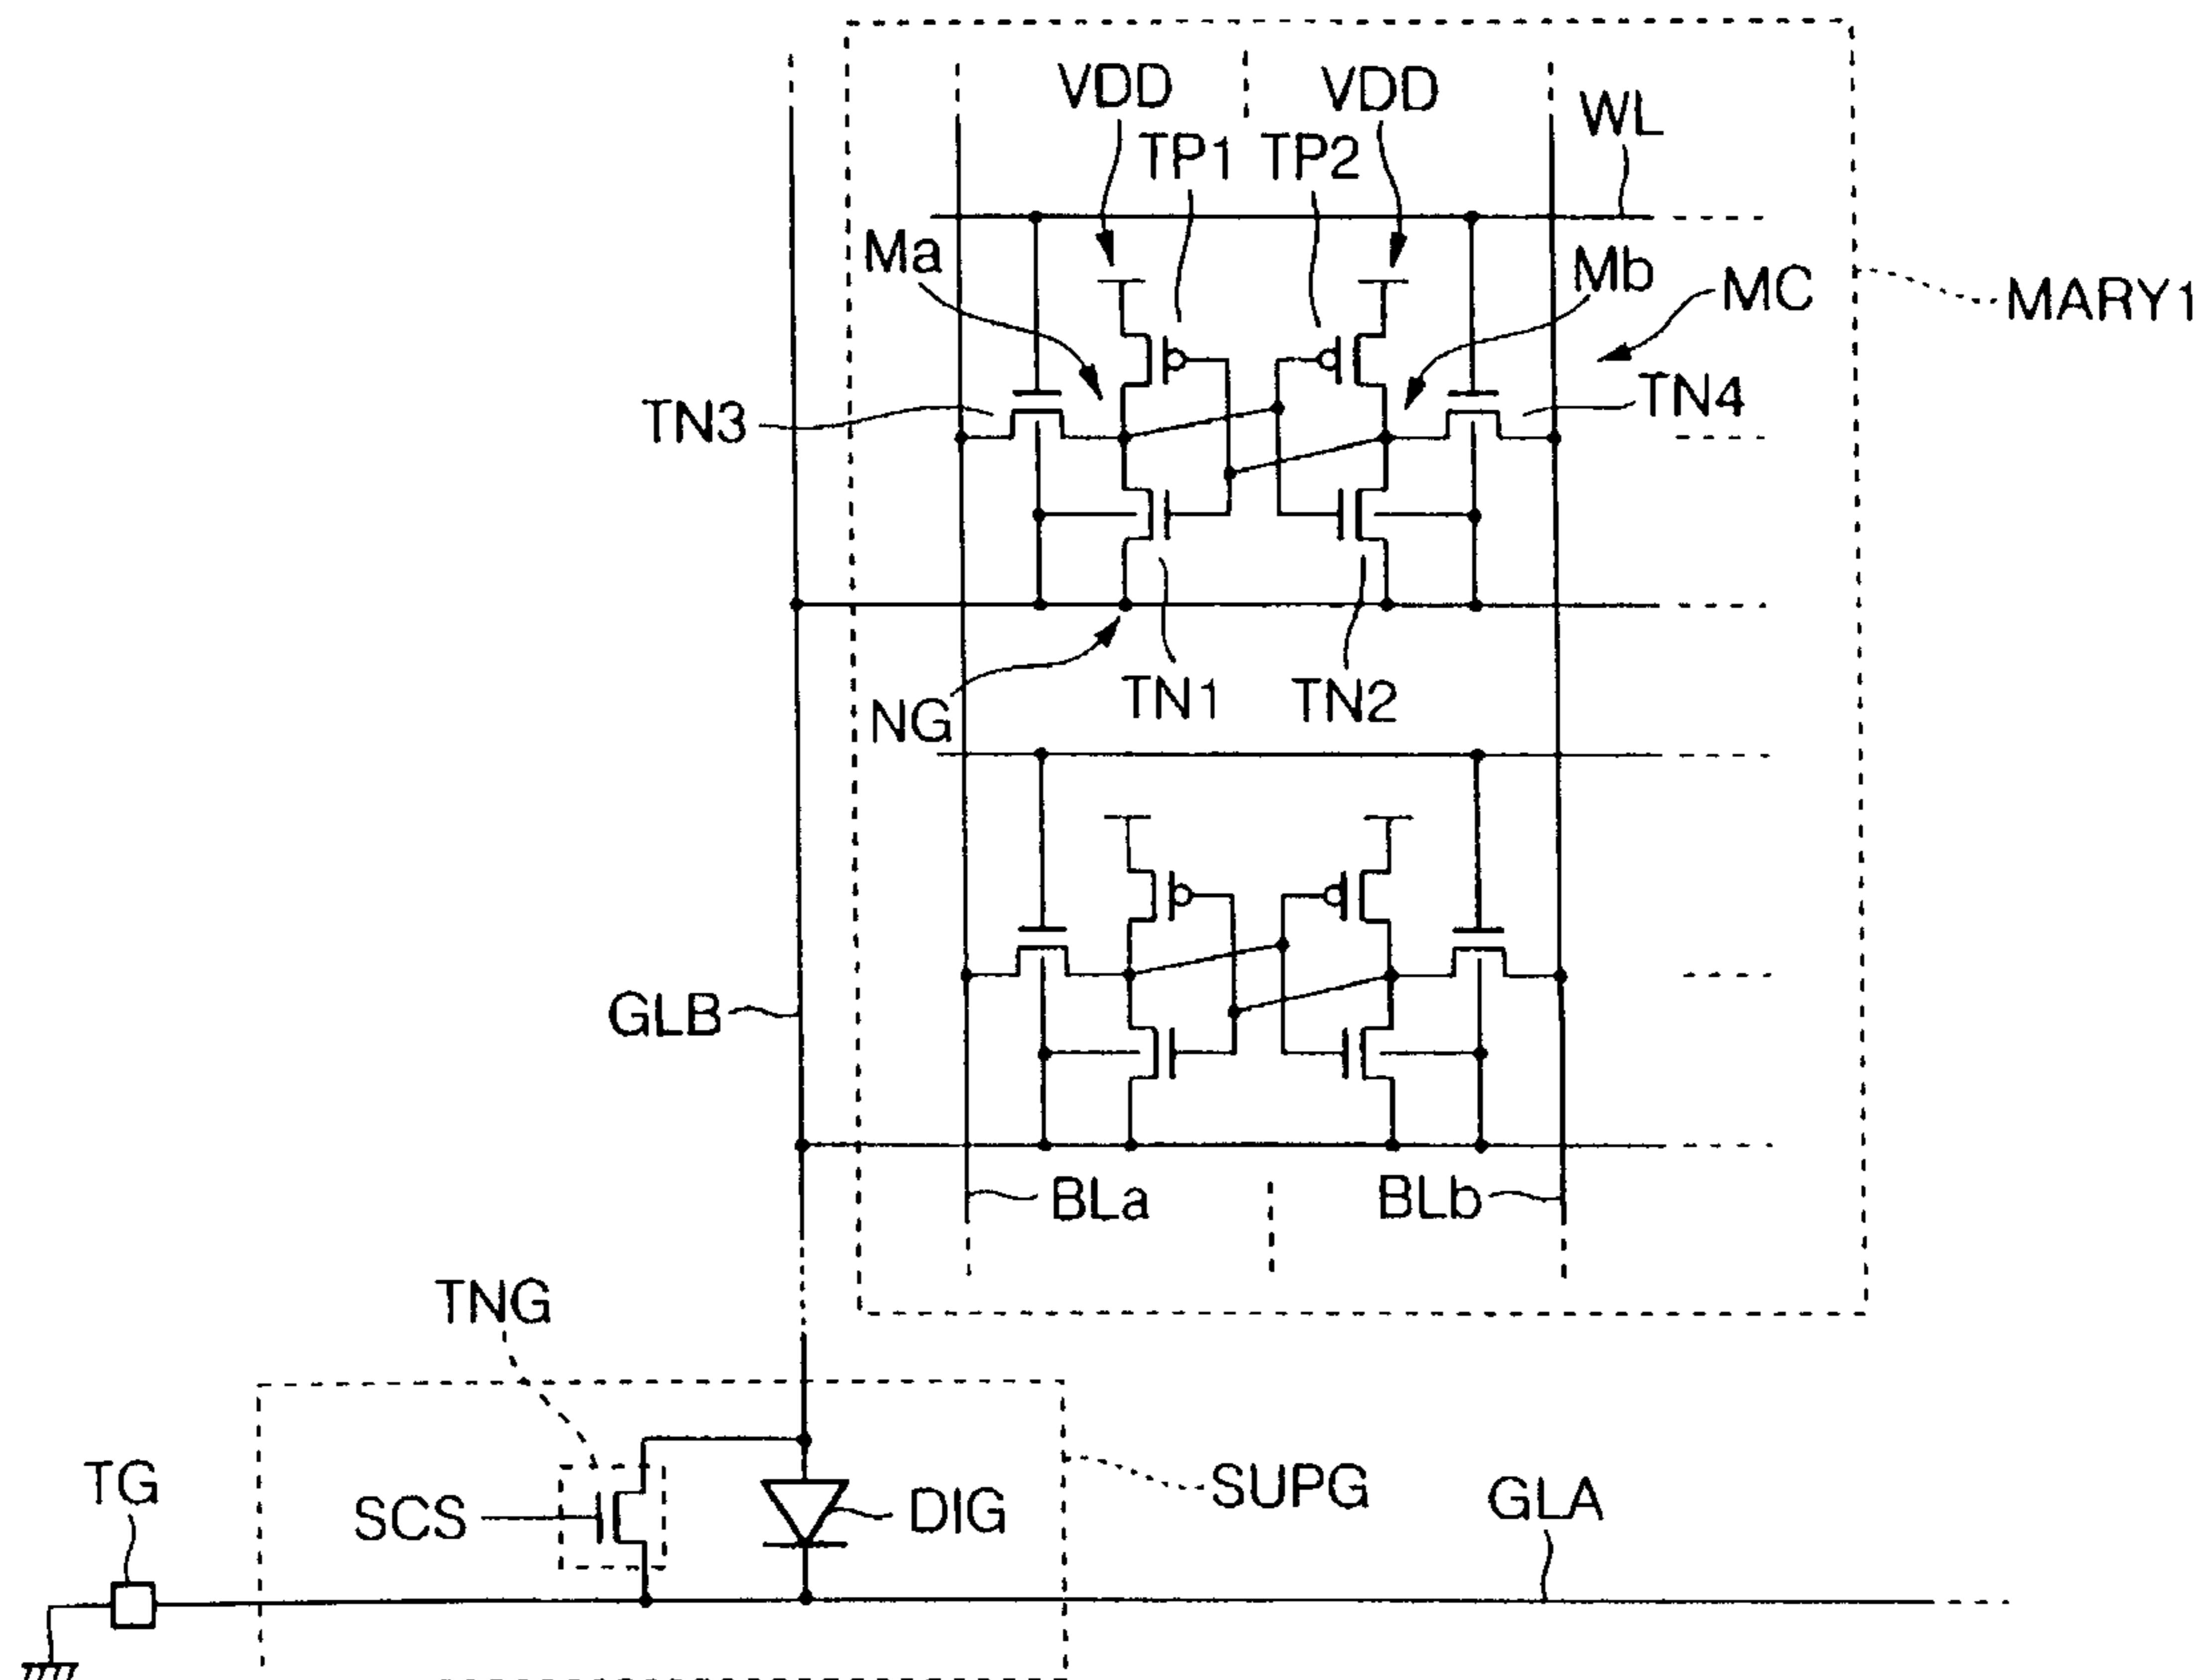 VDD
VDD
WL
TP1
TP2
Ma
Mb
MC
MARY1
TN3
TN4
NG
TN1
TN2
GLB
BLa
BLb
TNG
TG
SCS
DIG
SUPG
GLA